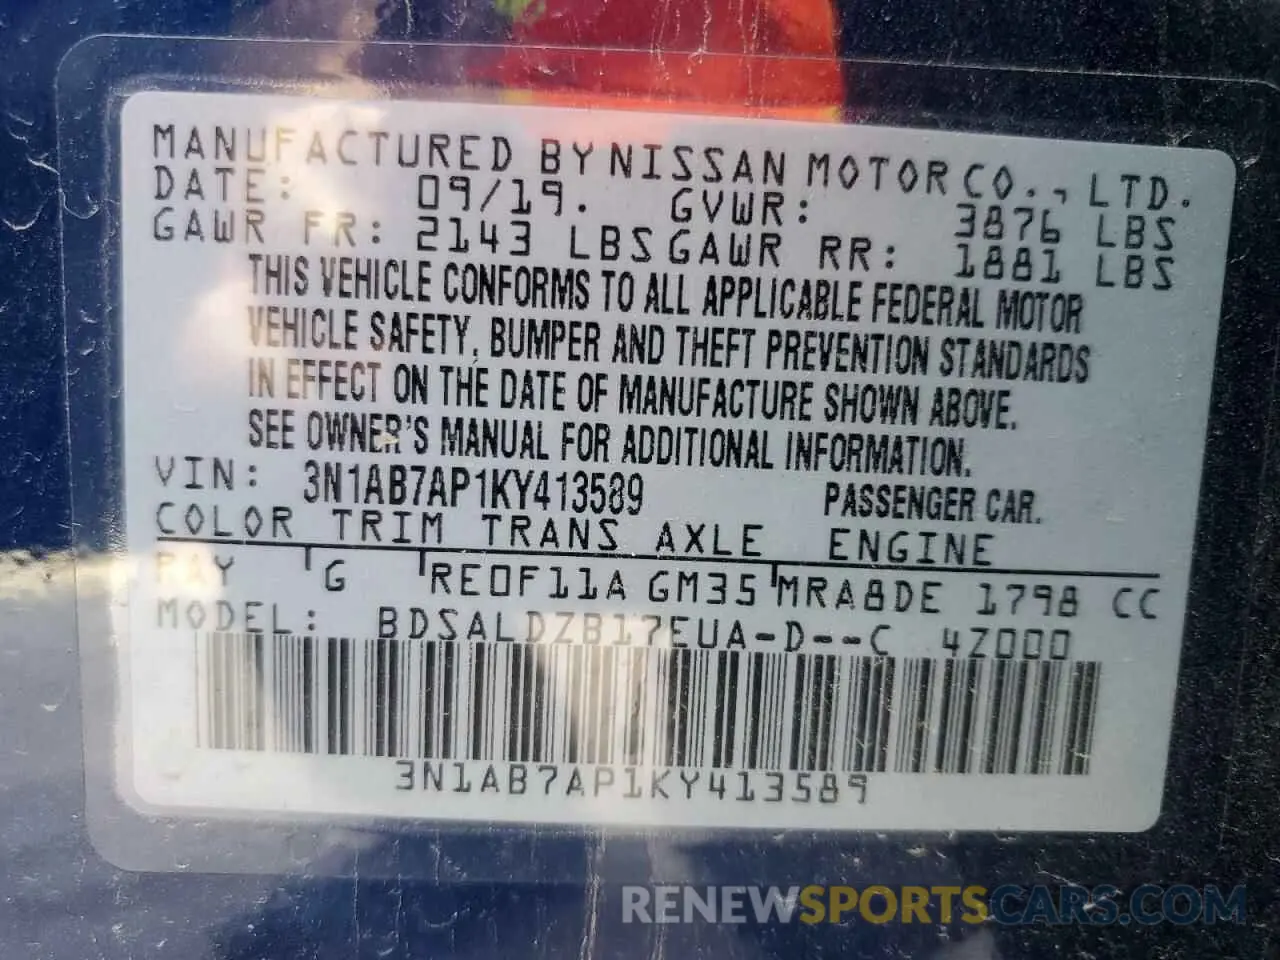 MANUFACTURED BY NISSAN MOTOR CO., LTD.
DATE: 09/19. GVWR: 3876 LBS
GAWR FR: 2143 LBS GAWR RR: 1881 LBS
THIS VEHICLE CONFORMS TO ALL APPLICABLE FEDERAL MOTOR
VEHICLE SAFETY, BUMPER AND THEFT PREVENTION STANDARDS
IN EFFECT ON THE DATE OF MANUFACTURE SHOWN ABOVE.
SEE OWNER'S MANUAL FOR ADDITIONAL INFORMATION.
VIN: 3N1AB7AP1KY413589 PASSENGER CAR.
COLOR TRIM TRANS AXLE ENGINE
RAY G RE0F11A GM35 MRA8DE 1798 CC
MODEL: BDSALDZB17EUA-D--C 4Z000
3N1AB7AP1KY413589
RENEWSPORTSCARS.COM